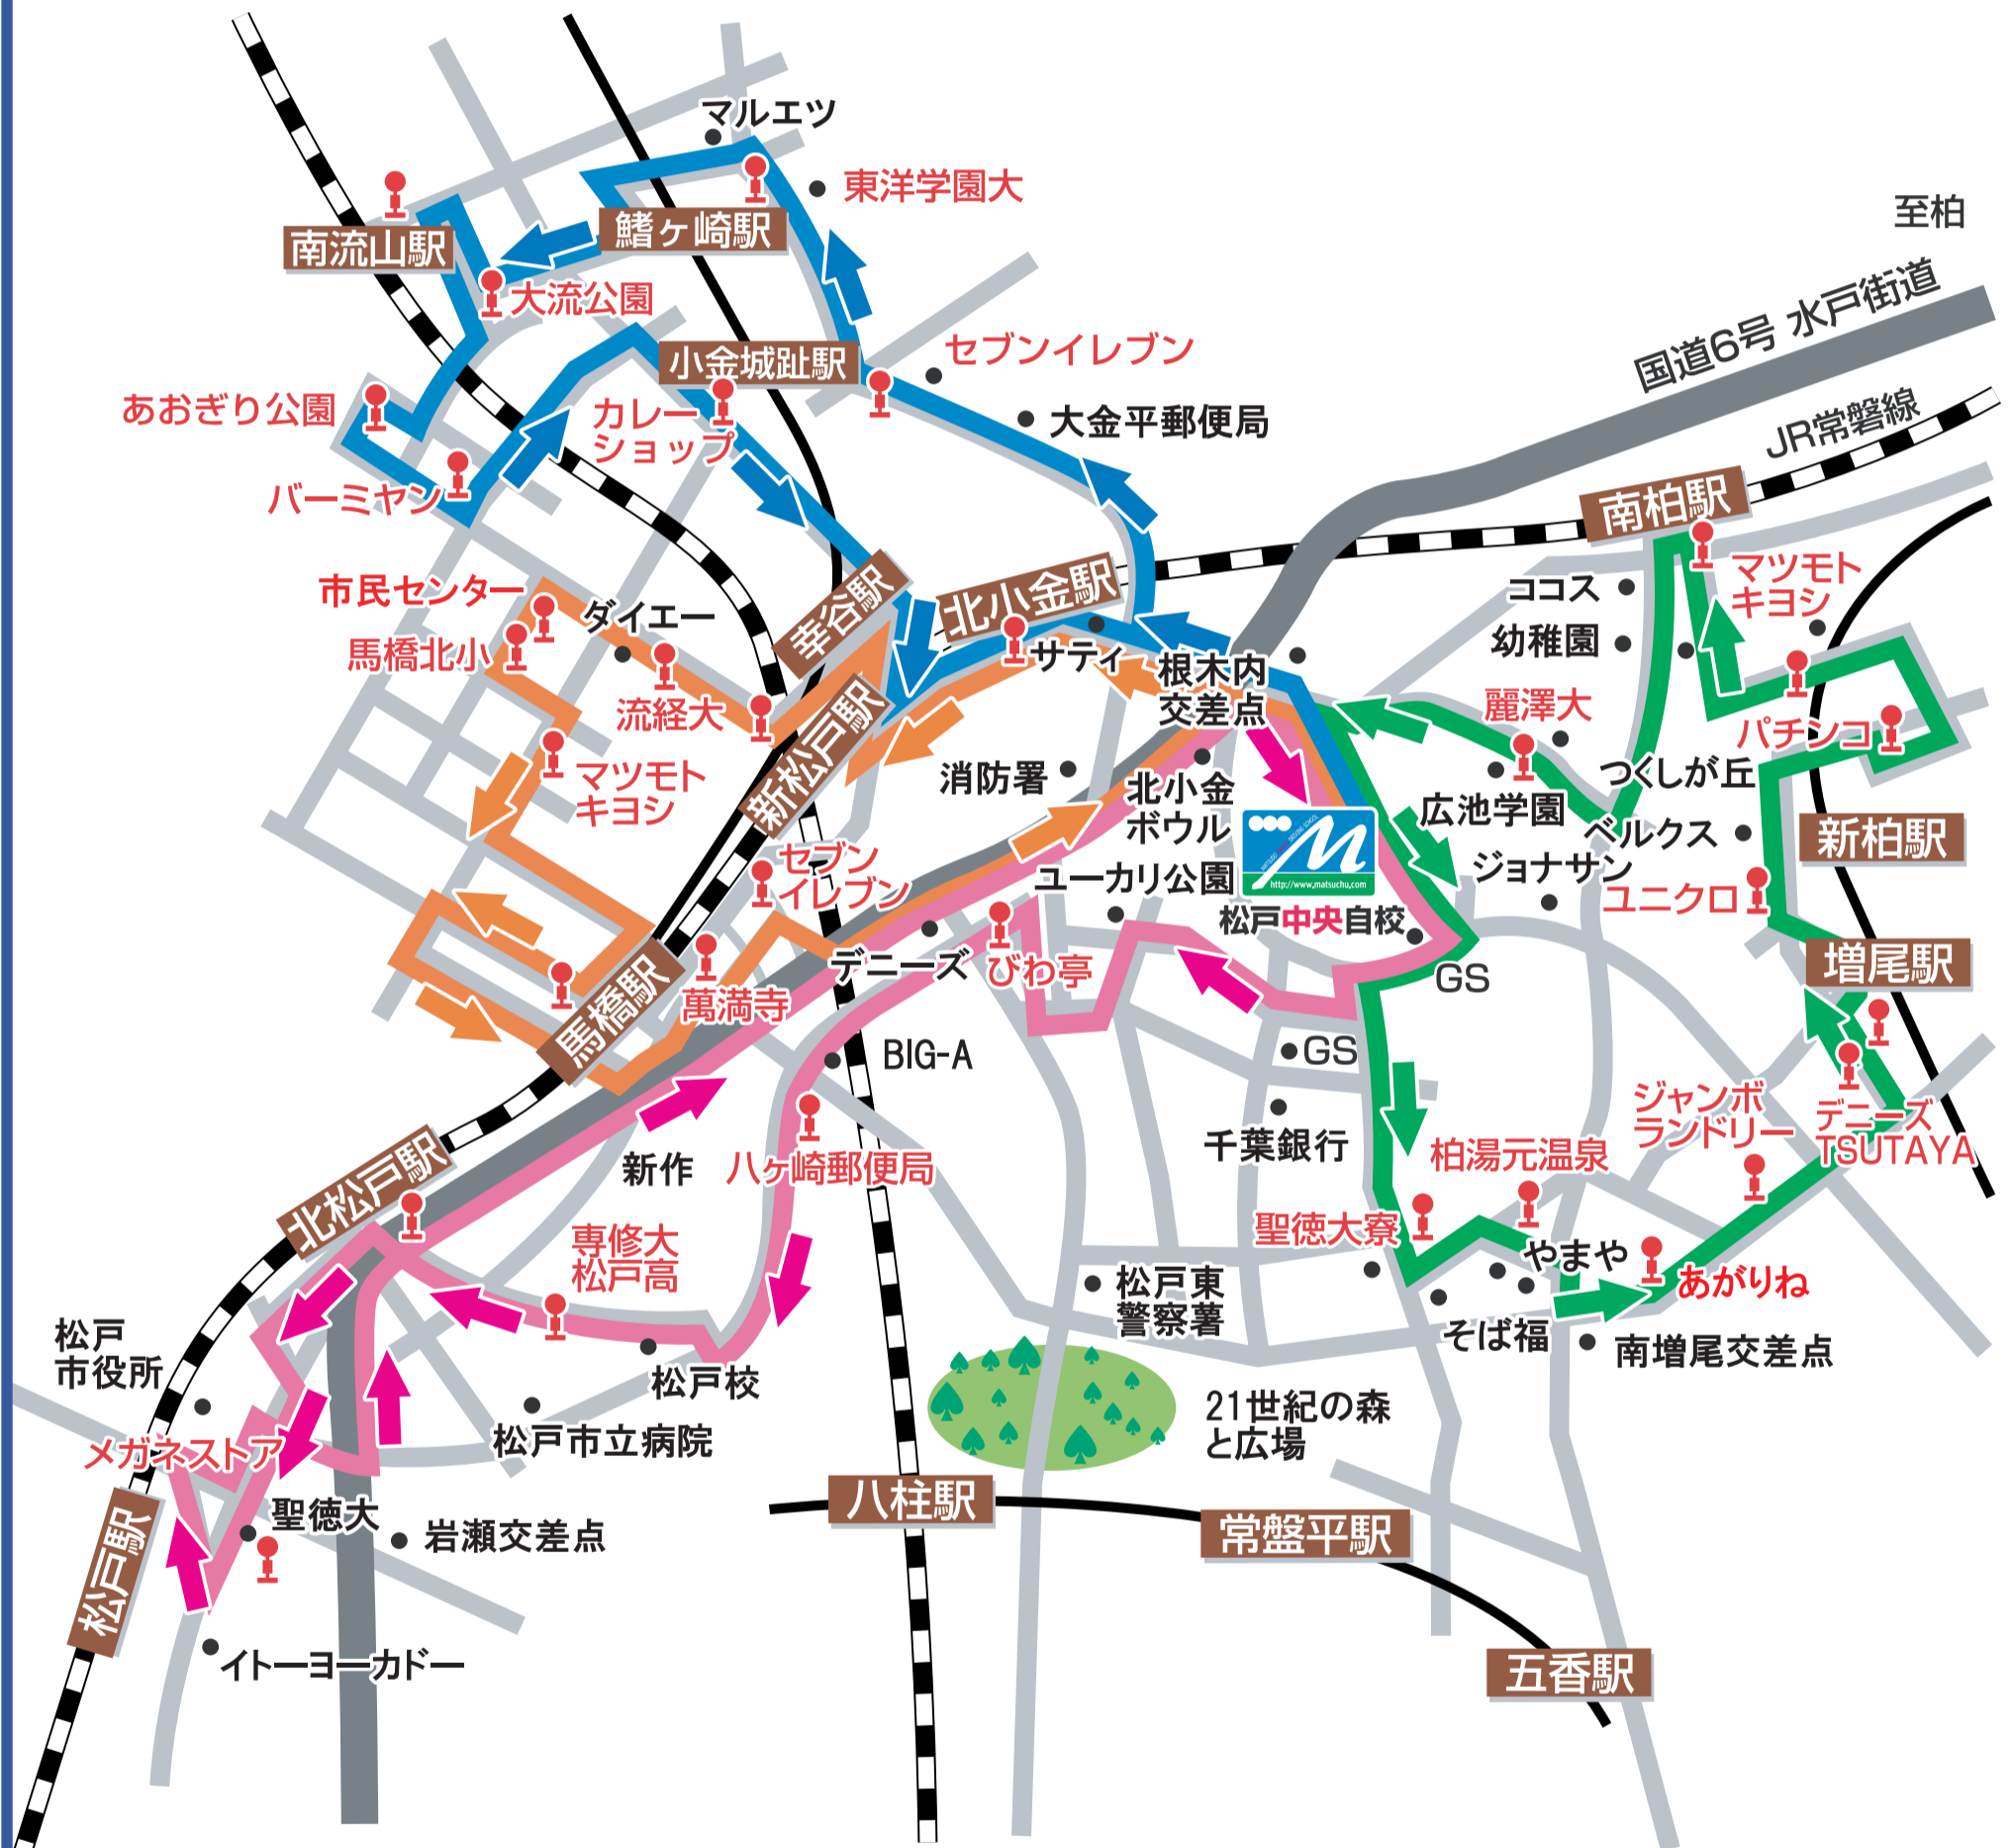 マルエツ
東洋学園大
至柏
南流山駅
鰭ヶ崎駅
大流公園
国道6号 水戸街道
小金城趾駅
セブンイレブン
あおぎり公園
カレー
ショップ
大金平郵便局
JR常磐線
バーミヤン
南柏駅
マツモト
キヨシ
ココス
幼稚園
市民センター
ダイエー
馬橋北小
流経大
幸谷駅
北小金駅
サティ
根木内
交差点
麗澤大
パチンコ
新松戸駅
マツモト
キヨシ
消防署
北小金
ボウル
広池学園
つくしが丘
ベルクス
新柏駅
セブン
イレブン
ユーカリ公園
http://www.matsuchu.com
松戸中央自校
ジョナサン
ユニクロ
増尾駅
馬橋駅
萬満寺
デニーズ
びわ亭
GS
BIG-A
GS
ジャンボ
ランドリー
デニーズ
TSUTAYA
千葉銀行
柏湯元温泉
北松戸駅
新作
八ヶ崎郵便局
専修大
松戸高
聖徳大寮
やまや
あがりね
松戸東
警察署
そば福
南増尾交差点
松戸
市役所
松戸校
松戸市立病院
21世紀の森
と広場
メガネストア
聖徳大
岩瀬交差点
八柱駅
常盤平駅
松戸駅
イトーヨーカドー
五香駅